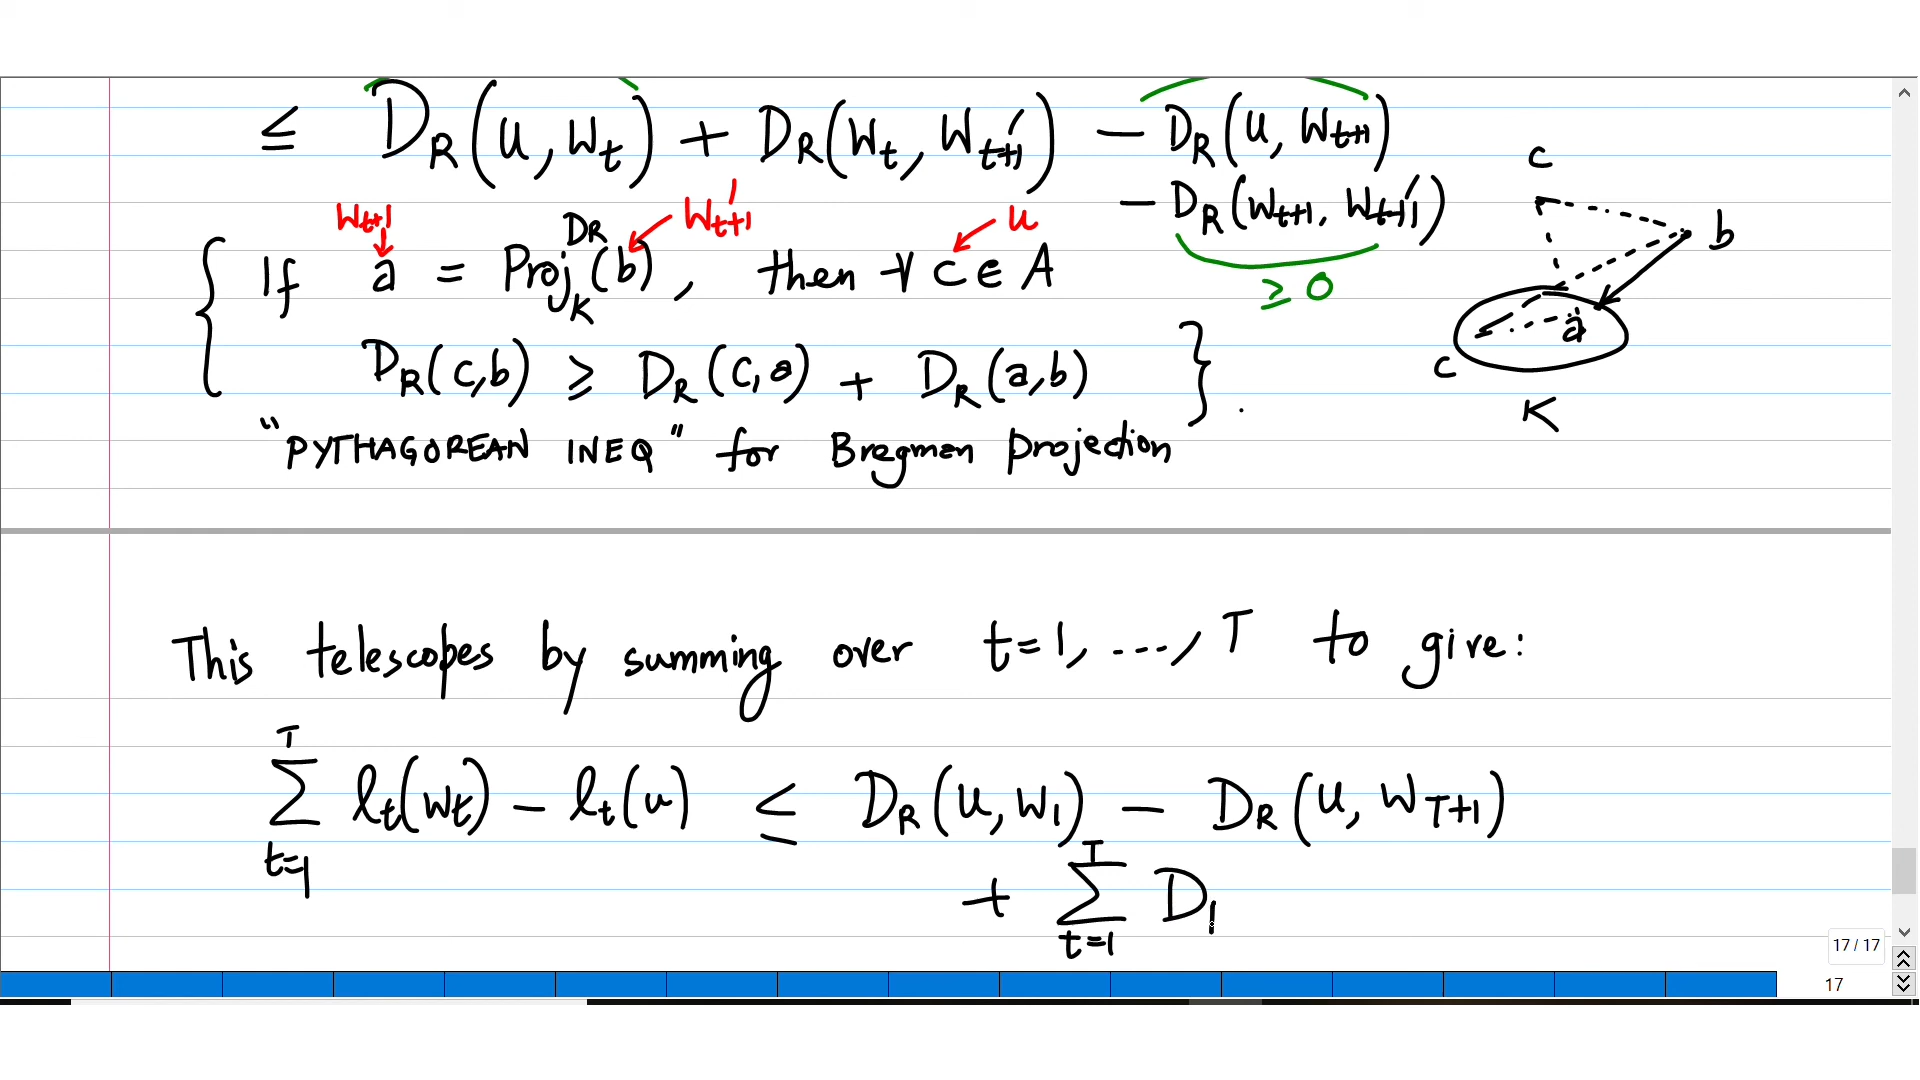 ≤ D_R(u, w_t) + D_R(w_t, w'_{t+1}) − D_R(u, w_{t+1})
− D_R(w_{t+1}, w'_{t+1})
≥ 0
w_{t+1} w'_{t+1} u
{ If a = Proj_K^{D_R}(b), then ∀ c ∈ A
D_R(c,b) ≥ D_R(c,a) + D_R(a,b) }.
"PYTHAGOREAN INEQ" for Bregman projection
c
b
a
c
K
This telescopes by summing over t=1, ..., T to give:
∑_{t=1}^{T} l_t(w_t) − l_t(u) ≤ D_R(u, w_1) − D_R(u, w_{T+1})
+ ∑_{t=1}^{T} D
17 / 17
17